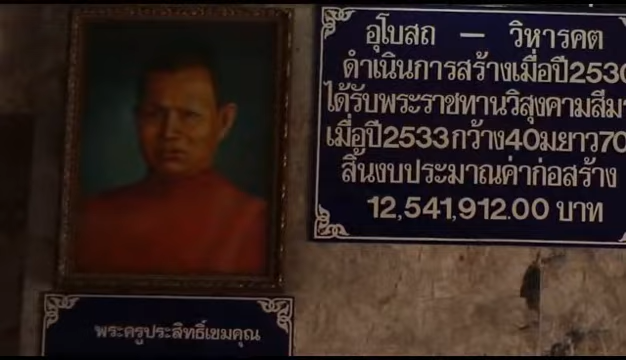 อุโบสถ — วิหารคต
ดำเนินการสร้างเมื่อปี2530
ได้รับพระราชทานวิสุงคามสีมา
เมื่อปี2533กว้าง40มยาว70
สิ้นงบประมาณค่าก่อสร้าง
12,541,912.00 บาท
พระครูประสิทธิ์เขมคุณ